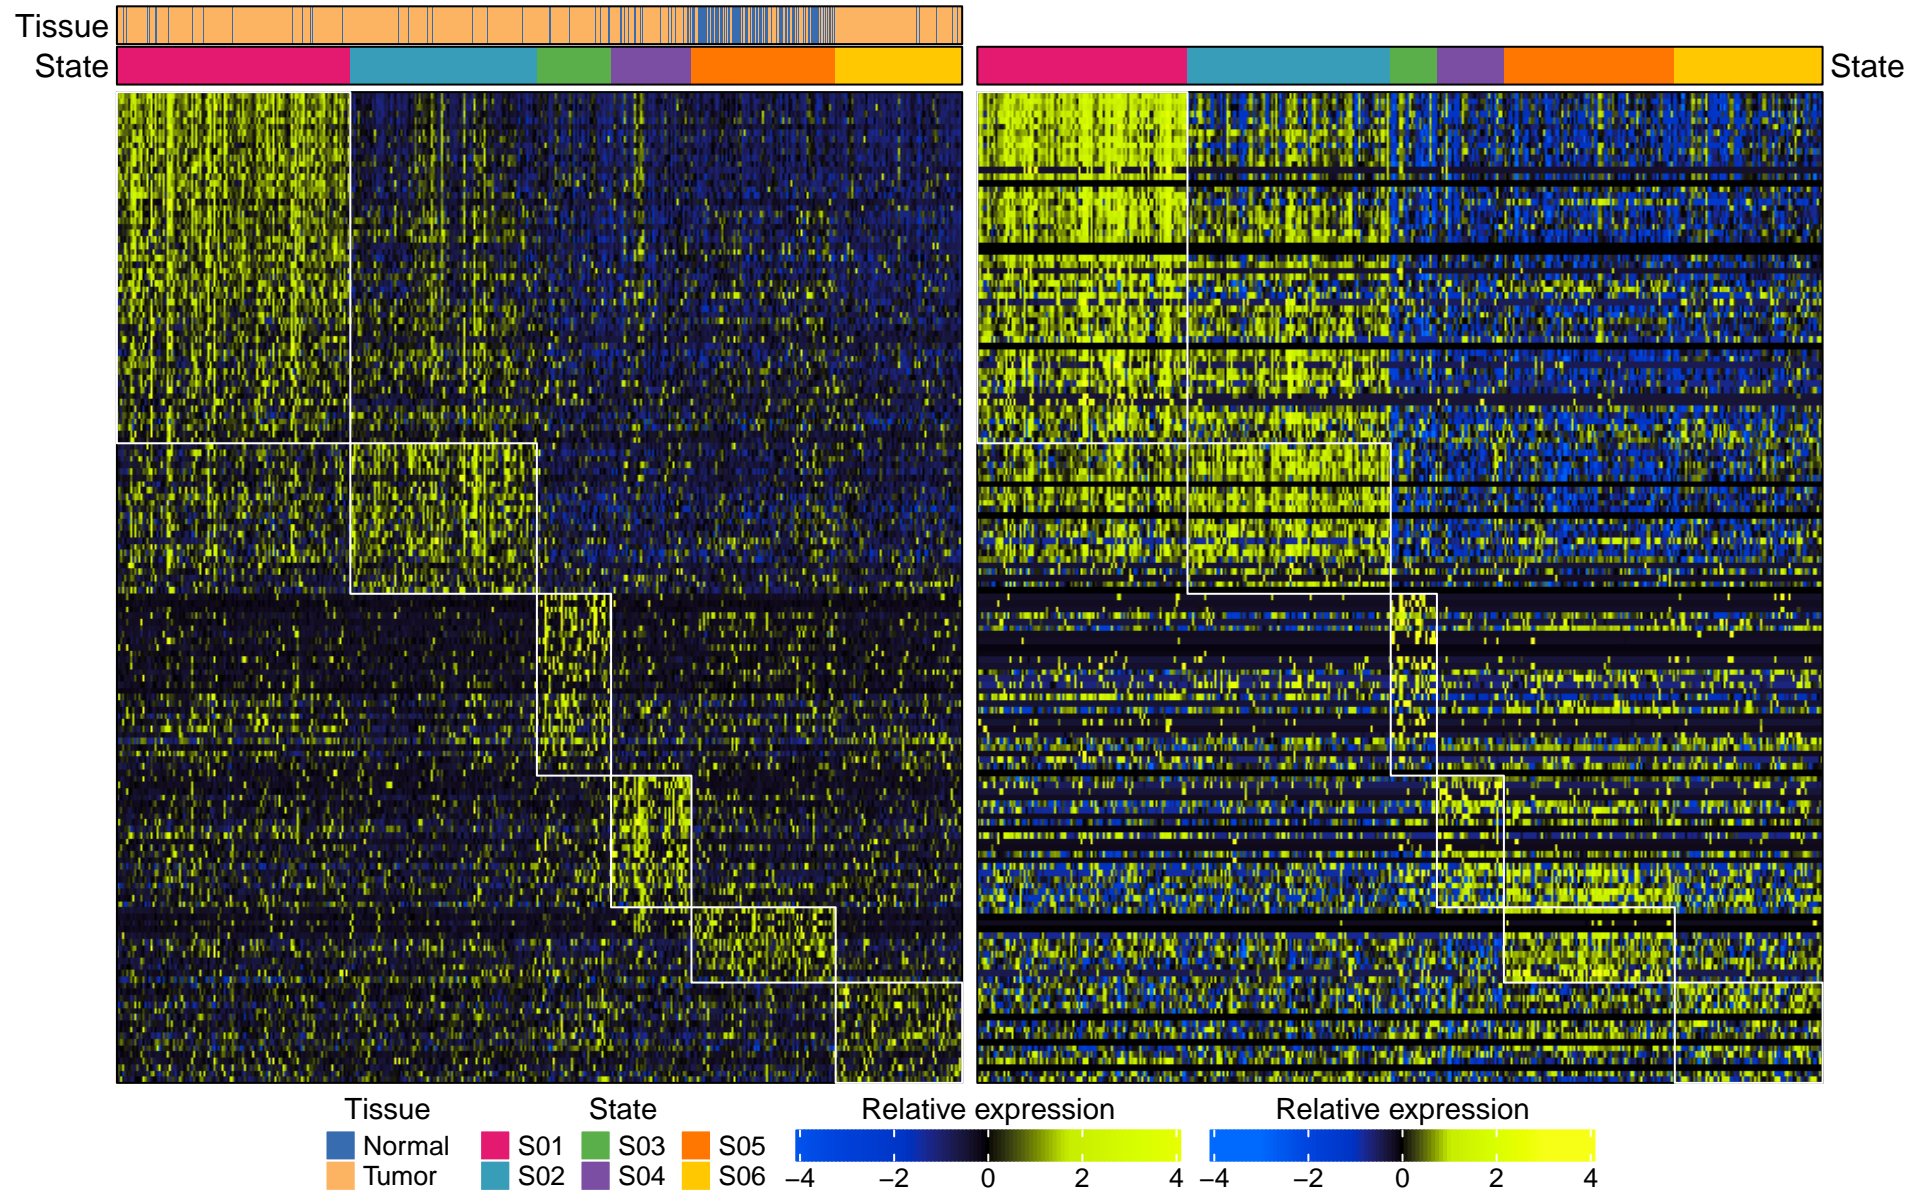 Tissue
State
State
Tissue State Relative expression Relative expression
Normal S01 S03 S05
Tumor S02 S04 S06
−4 −2 0 2 4 −4 −2 0 2 4